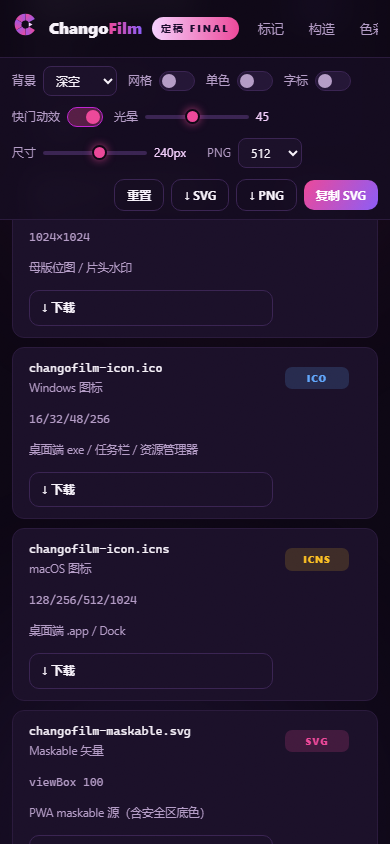 ChangoFilm 定稿 FINAL 标记 构造
背景 深空 网格 单色 字标
快门动效 光晕 45
尺寸 240px PNG 512
重置 ↓ SVG ↓ PNG 复制 SVG
1024×1024
母版位图 / 片头水印
↓ 下载
changofilm-icon.ico ICO
Windows 图标
16/32/48/256
桌面端 exe / 任务栏 / 资源管理器
↓ 下载
changofilm-icon.icns ICNS
macOS 图标
128/256/512/1024
桌面端 .app / Dock
↓ 下载
changofilm-maskable.svg SVG
Maskable 矢量
viewBox 100
PWA maskable 源（含安全区底色）